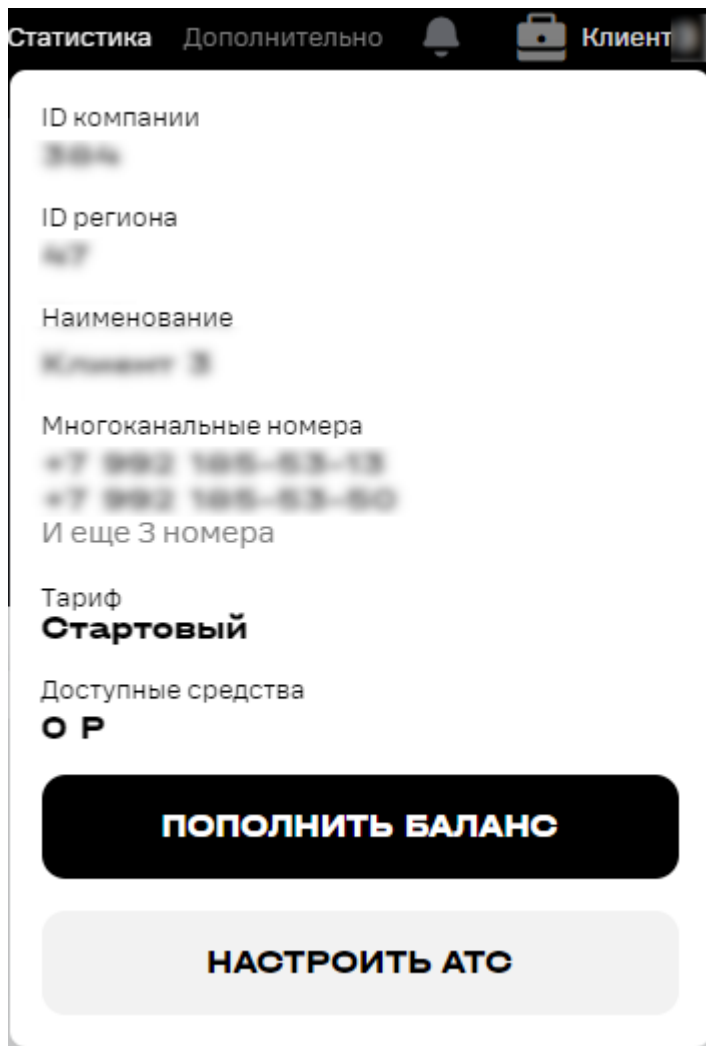 Статистика Дополнительно Клиент
ID компании
ID региона
Наименование
Многоканальные номера
И еще 3 номера
Тариф
Стартовый
Доступные средства
0 Р
ПОПОЛНИТЬ БАЛАНС
НАСТРОИТЬ АТС